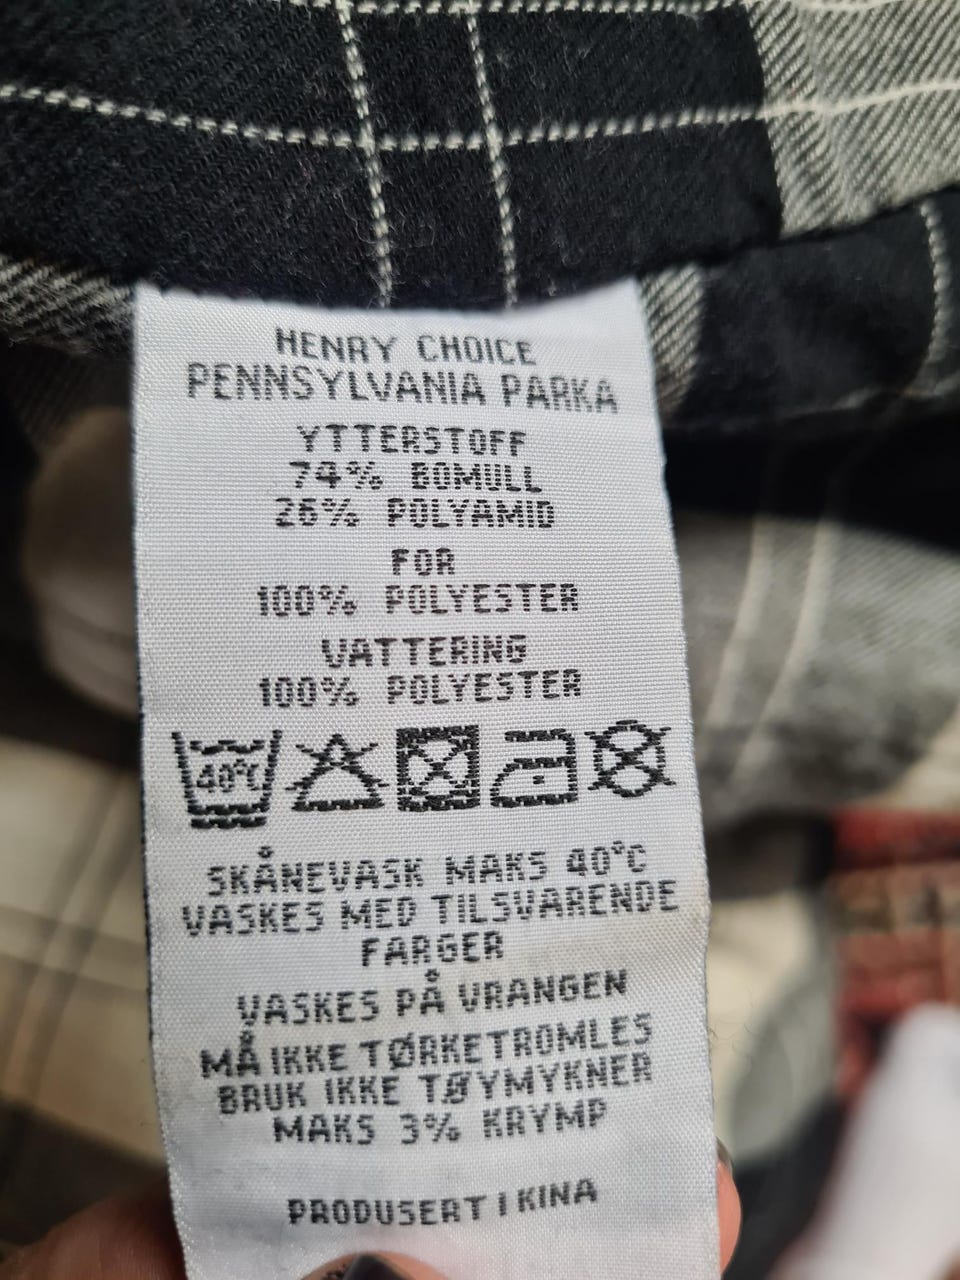 HENRY CHOICE
PENNSYLVANIA PARKA
YTTERSTOFF
74% BOMULL
26% POLYAMID
FOR
100% POLYESTER
VATTERING
100% POLYESTER
40°C
SKÅNEVASK MAKS 40°C
VASKES MED TILSVARENDE
FARGER
VASKES PÅ VRANGEN
MÅ IKKE TØRKETROMLES
BRUK IKKE TØYMYKNER
MAKS 3% KRYMP
PRODUSERT I KINA